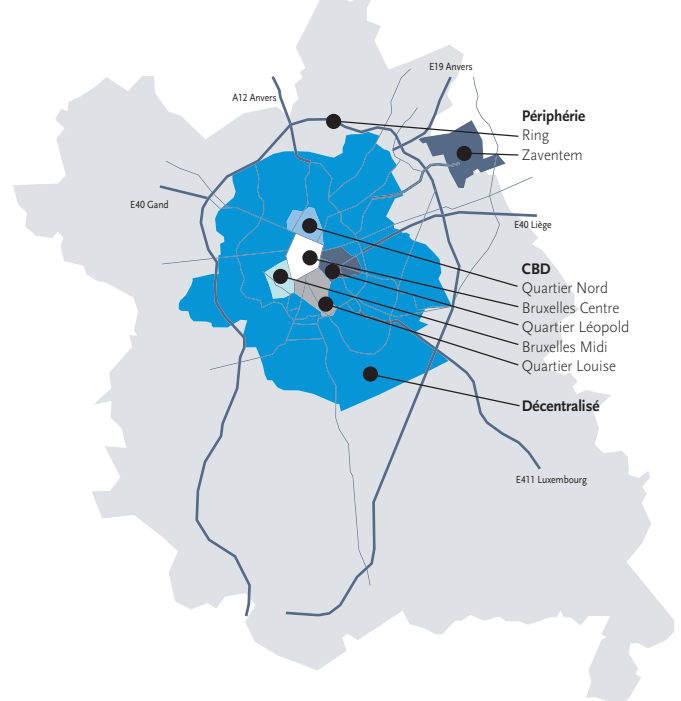 E19 Anvers
A12 Anvers
Périphérie
Ring
Zaventem
E40 Gand
E40 Liège
CBD
Quartier Nord
Bruxelles Centre
Quartier Léopold
Bruxelles Midi
Quartier Louise
Décentralisé
E411 Luxembourg